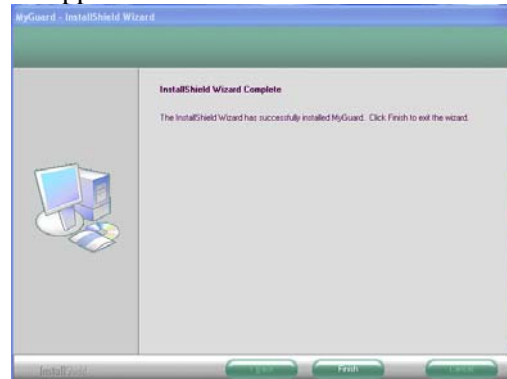 MyGuard - InstallShield Wizard
InstallShield Wizard Complete
The InstallShield Wizard has successfully installed MyGuard. Click Finish to exit the wizard.
InstallShield
Finish
Cancel